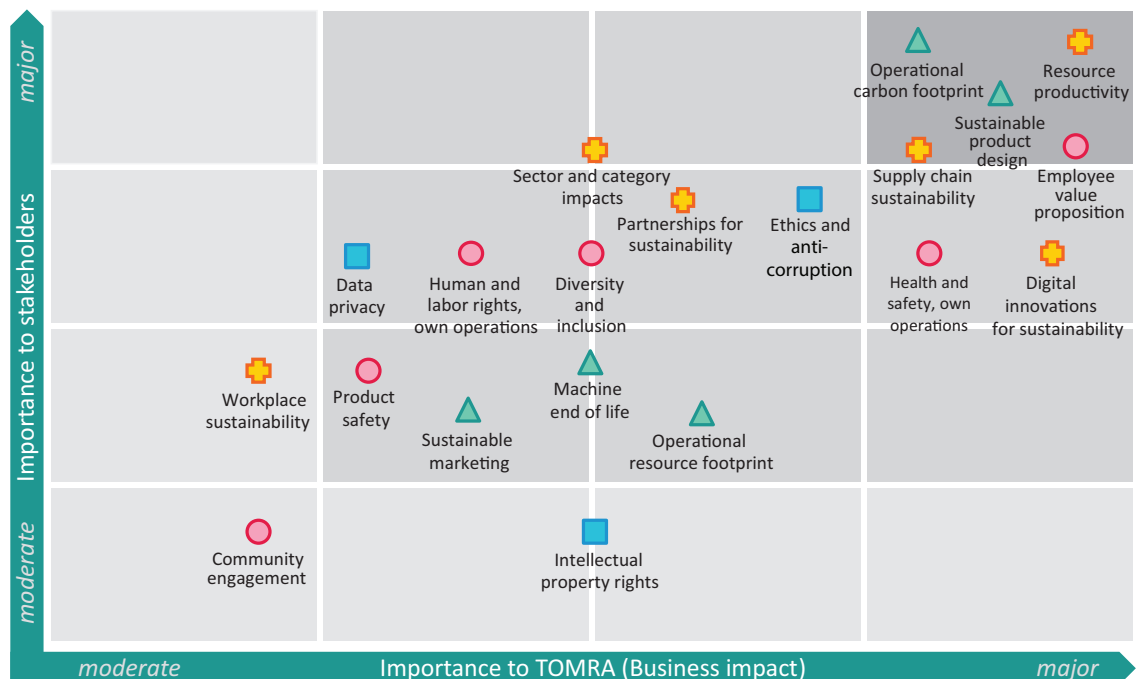 major
Importance to stakeholders
moderate
Operational
carbon footprint
Resource
productivity
Sustainable
product
design
Sector and category
impacts
Supply chain
sustainability
Employee
value
proposition
Partnerships for
sustainability
Ethics and
anti-
corruption
Data
privacy
Human and
labor rights,
own operations
Diversity
and
inclusion
Health and
safety, own
operations
Digital
innovations
for sustainability
Workplace
sustainability
Product
safety
Sustainable
marketing
Machine
end of life
Operational
resource footprint
Community
engagement
Intellectual
property rights
moderate
Importance to TOMRA (Business impact)
major